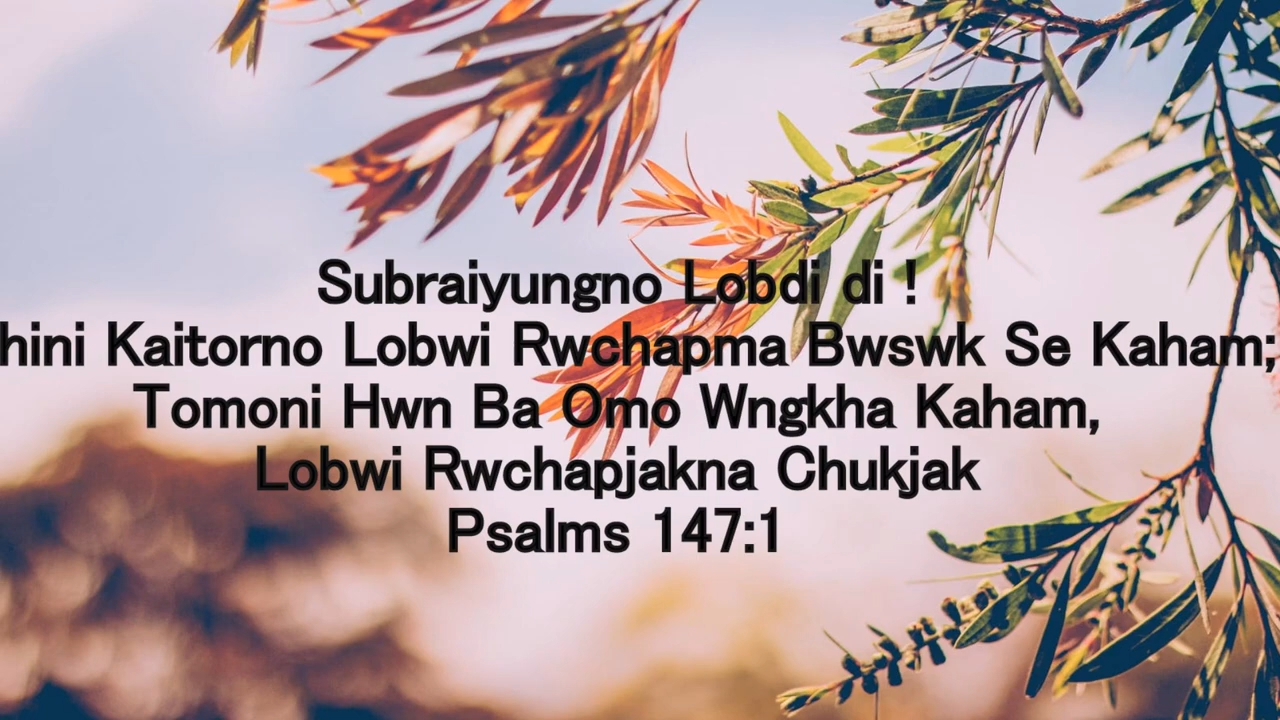 Subraiyungno Lobdi di !
hini Kaitorno Lobwi Rwchapma Bwswk Se Kaham;
Tomoni Hwn Ba Omo Wngkha Kaham,
Lobwi Rwchapjakna Chukjak
Psalms 147:1